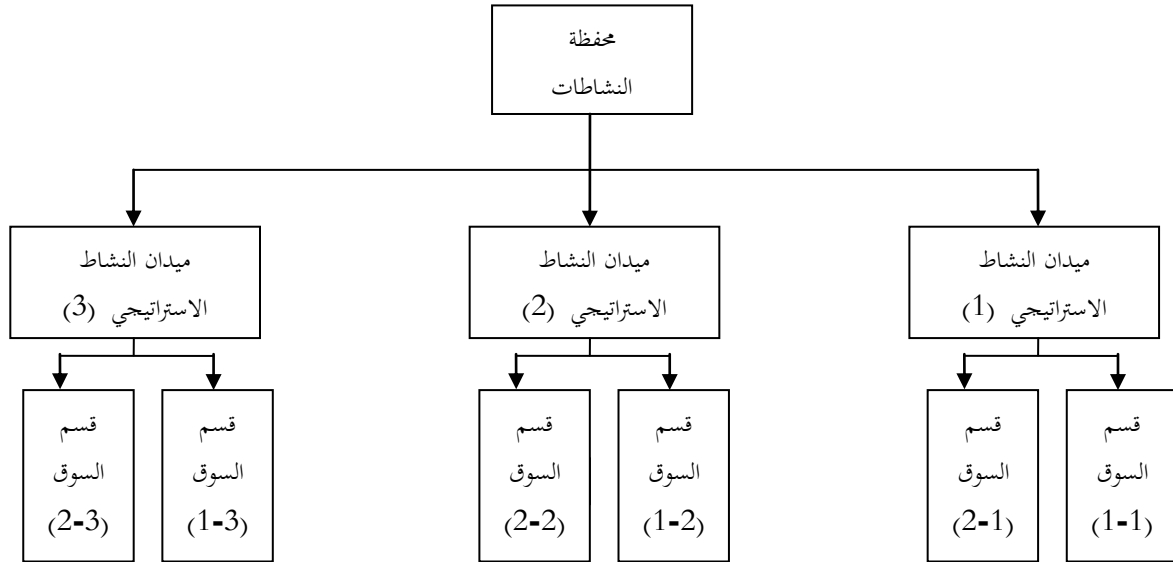 محفظة
النشاطات
ميدان النشاط
الاستراتيجي (1)
ميدان النشاط
الاستراتيجي (2)
ميدان النشاط
الاستراتيجي (3)
قسم
السوق
(1-1)
قسم
السوق
(2-1)
قسم
السوق
(1-2)
قسم
السوق
(2-2)
قسم
السوق
(1-3)
قسم
السوق
(2-3)